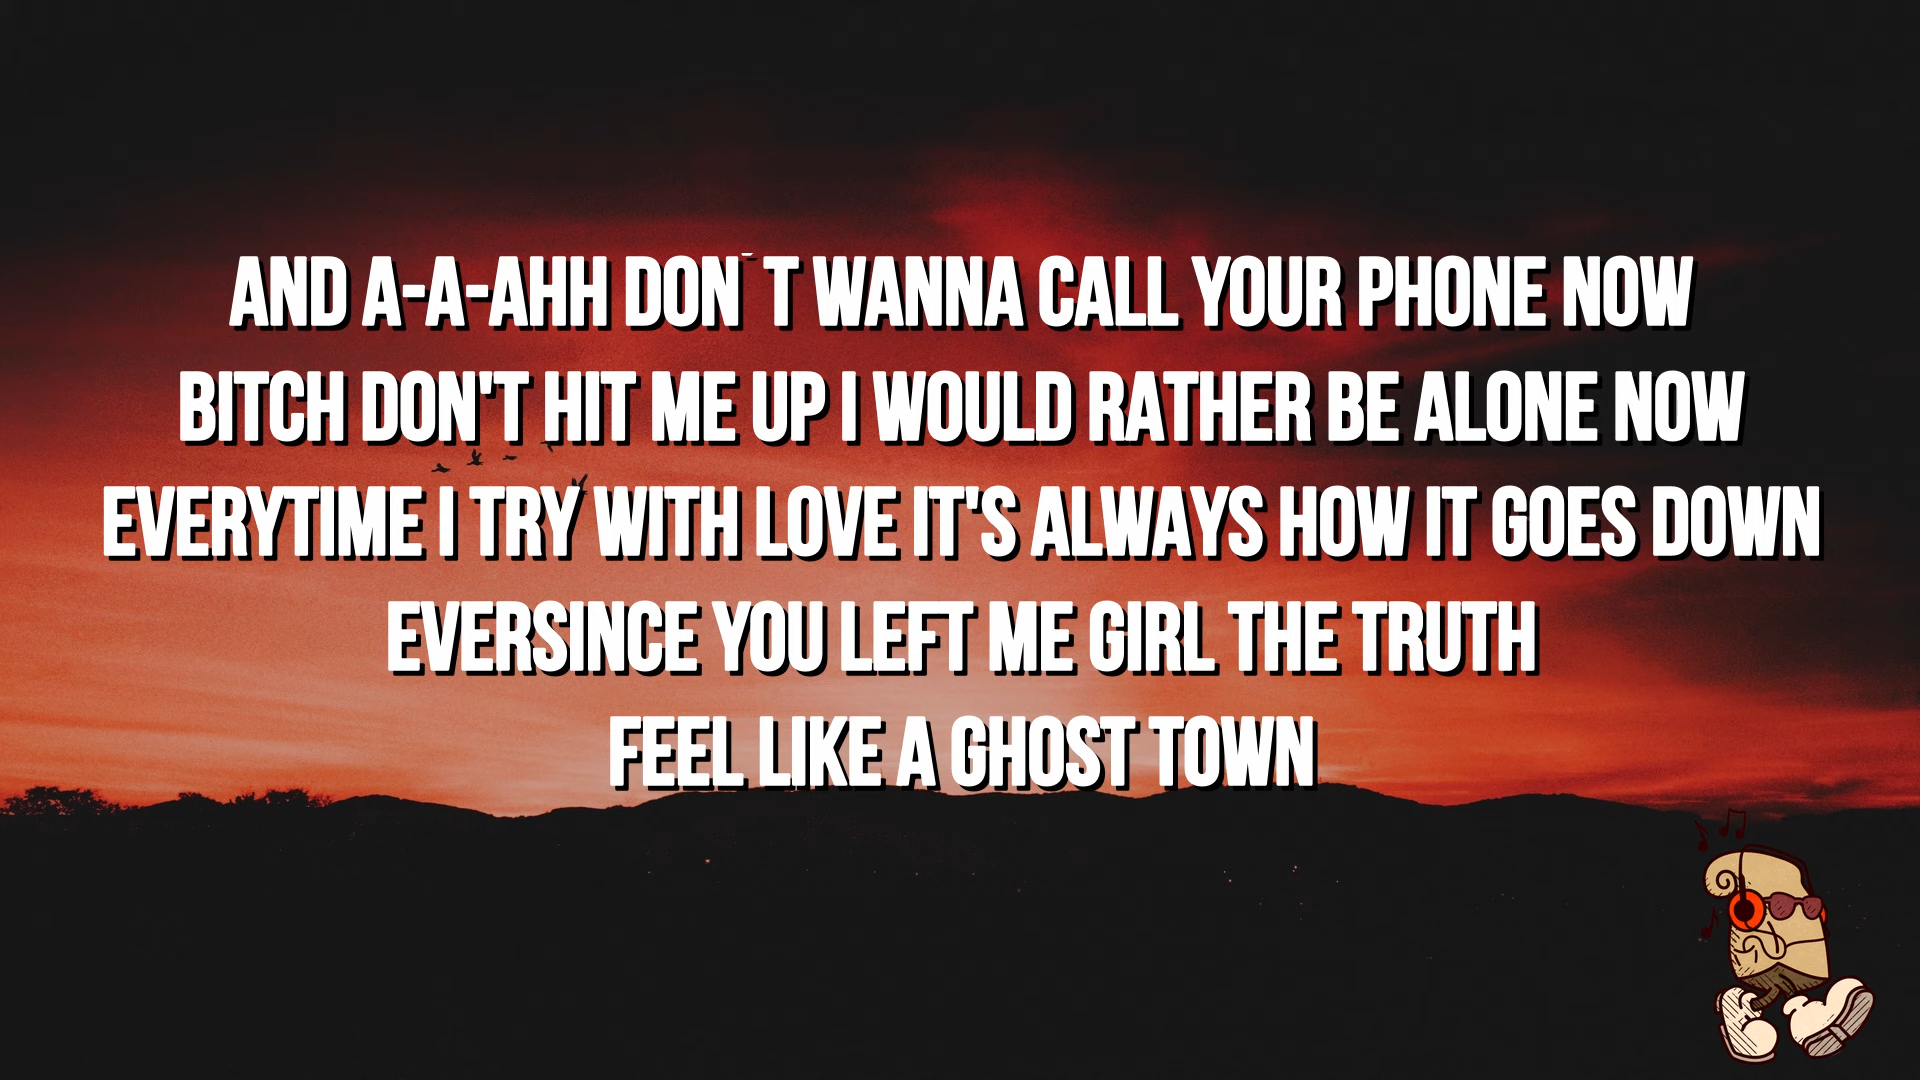 AND A-A-AHH DON´T WANNA CALL YOUR PHONE NOW
BITCH DON'T HIT ME UP I WOULD RATHER BE ALONE NOW
EVERYTIME I TRY WITH LOVE IT'S ALWAYS HOW IT GOES DOWN
EVERSINCE YOU LEFT ME GIRL THE TRUTH
FEEL LIKE A GHOST TOWN